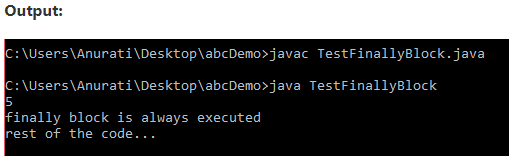 Output:
C:\Users\Anurati\Desktop\abcDemo>javac TestFinallyBlock.java
C:\Users\Anurati\Desktop\abcDemo>java TestFinallyBlock
5
finally block is always executed
rest of the code...